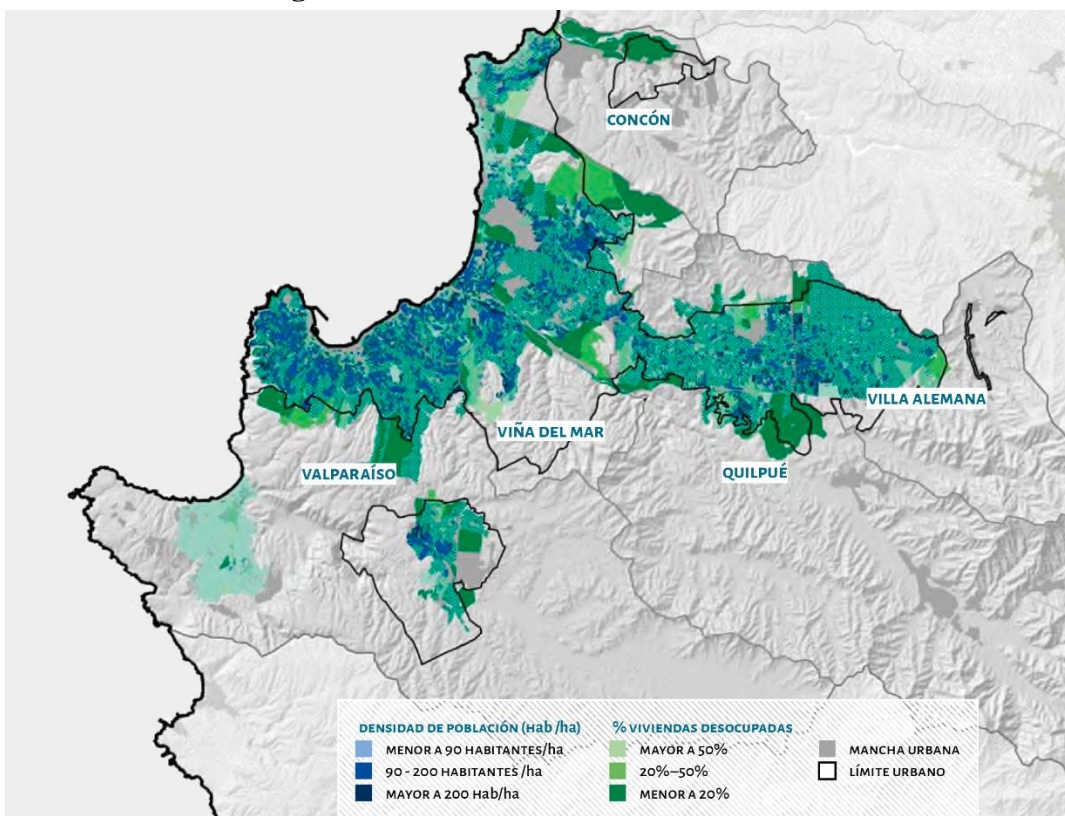 CONCÓN
VILLA ALEMANA
VIÑA DEL MAR
VALPARAÍSO
QUILPUÉ
DENSIDAD DE POBLACIÓN (Hab /ha)
MENOR A 90 HABITANTES/ha
90 - 200 HABITANTES /ha
MAYOR A 200 Hab/ha
% VIVIENDAS DESOCUPADAS
MAYOR A 50%
20%–50%
MENOR A 20%
MANCHA URBANA
LÍMITE URBANO